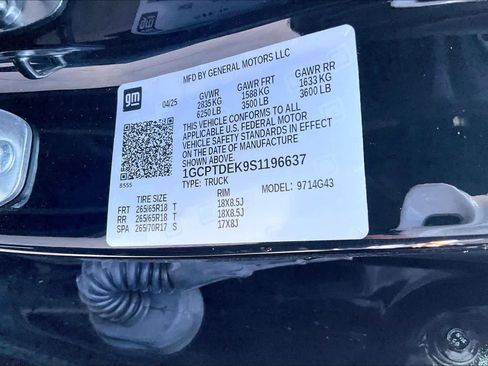 MFD BY GENERAL MOTORS LLC
gm
04/25
GVWR GAWR FRT GAWR RR
2835 KG 1588 KG 1633 KG
6250 LB 3500 LB 3600 LB
THIS VEHICLE CONFORMS TO ALL
APPLICABLE U.S. FEDERAL MOTOR
VEHICLE SAFETY STANDARDS IN EFFECT
ON THE DATE OF MANUFACTURE
SHOWN ABOVE.
1GCPTDEK9S1196637
8555
TYPE: TRUCK MODEL: 9714G43
TIRE SIZE RIM
FRT 265/65R18 T 18X8.5J
RR 265/65R18 T 18X8.5J
SPA 265/70R17 S 17X8J